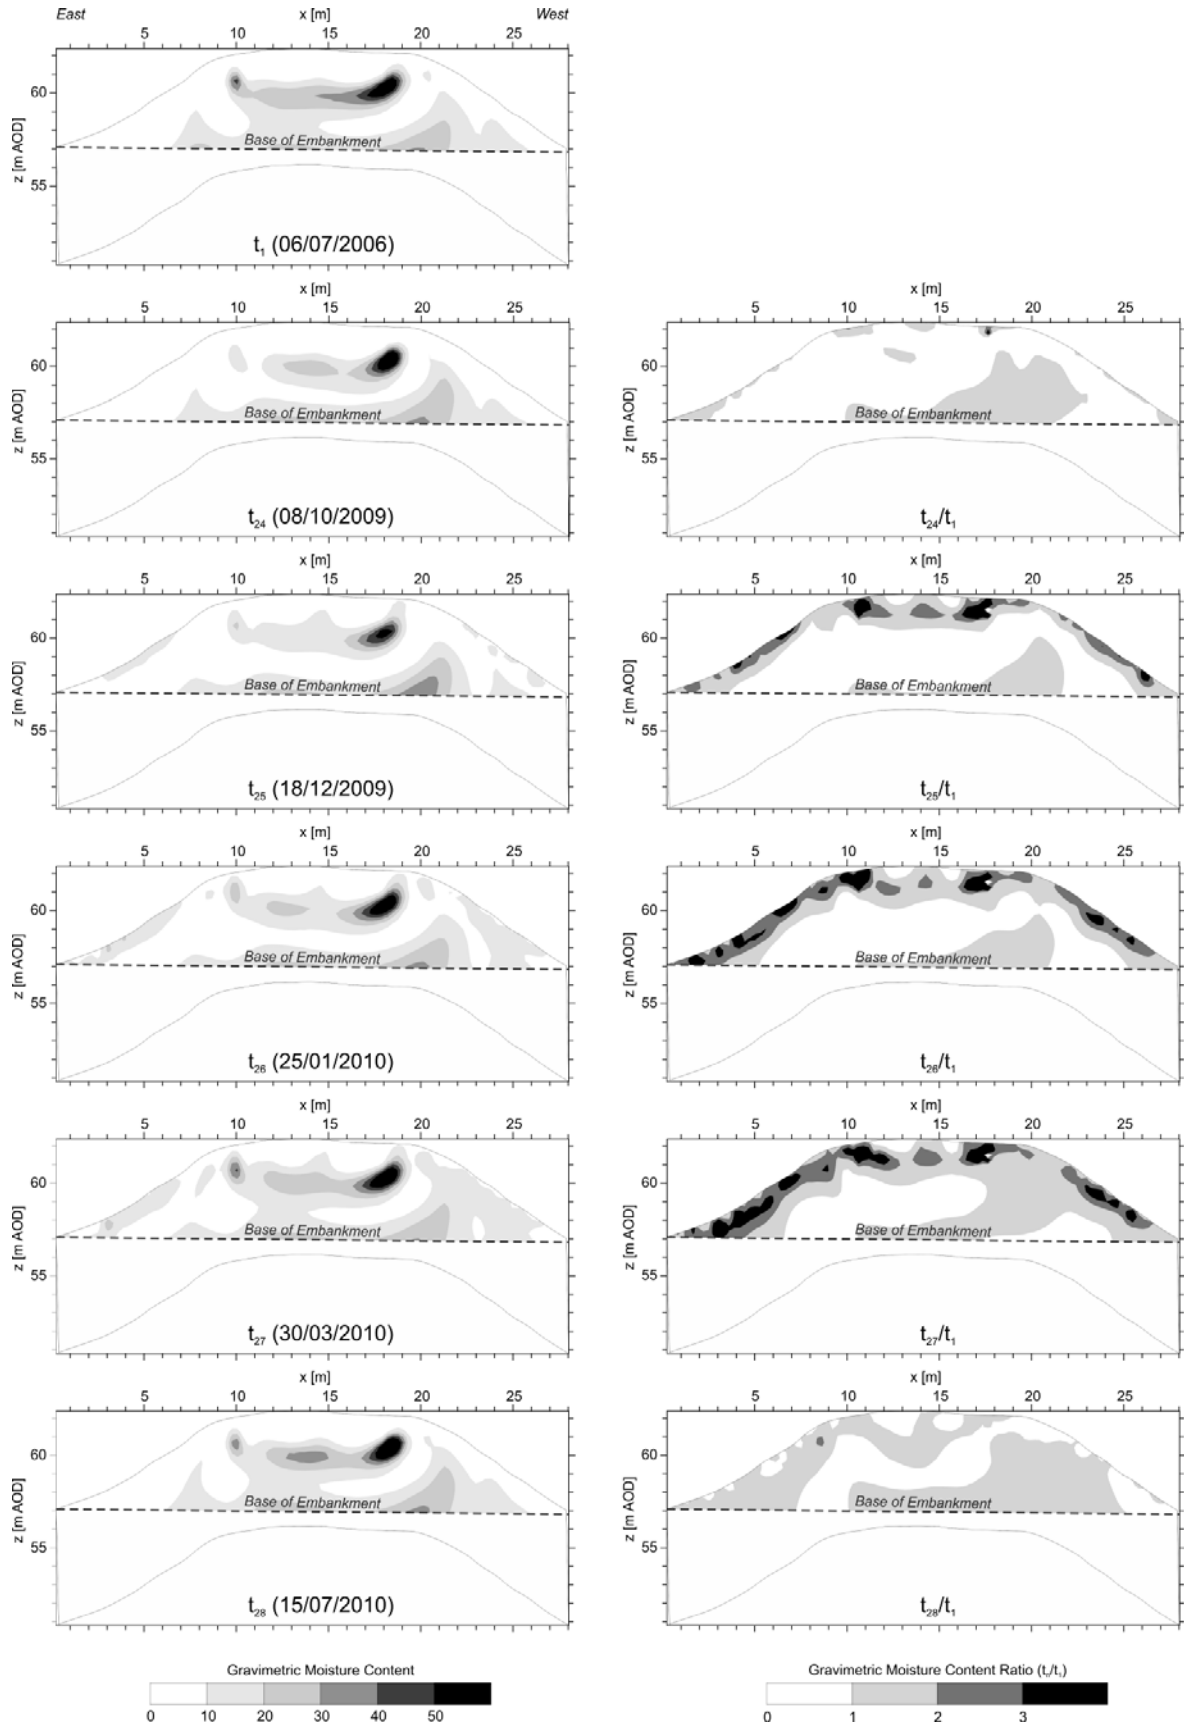 East x [m] West
5 10 15 20 25
60
55
z [m AOD]
Base of Embankment
t1 (06/07/2006)
x [m]
5 10 15 20 25
60
55
z [m AOD]
Base of Embankment
t24 (08/10/2009)
x [m]
5 10 15 20 25
60
55
z [m AOD]
Base of Embankment
t24/t1
x [m]
5 10 15 20 25
60
55
z [m AOD]
Base of Embankment
t25 (18/12/2009)
x [m]
5 10 15 20 25
60
55
z [m AOD]
Base of Embankment
t25/t1
x [m]
5 10 15 20 25
60
55
z [m AOD]
Base of Embankment
t26 (25/01/2010)
x [m]
5 10 15 20 25
60
55
z [m AOD]
Base of Embankment
t26/t1
x [m]
5 10 15 20 25
60
55
z [m AOD]
Base of Embankment
t27 (30/03/2010)
x [m]
5 10 15 20 25
60
55
z [m AOD]
Base of Embankment
t27/t1
x [m]
5 10 15 20 25
60
55
z [m AOD]
Base of Embankment
t28 (15/07/2010)
x [m]
5 10 15 20 25
60
55
z [m AOD]
Base of Embankment
t28/t1
Gravimetric Moisture Content
0 10 20 30 40 50
Gravimetric Moisture Content Ratio (tn/t1)
0 1 2 3